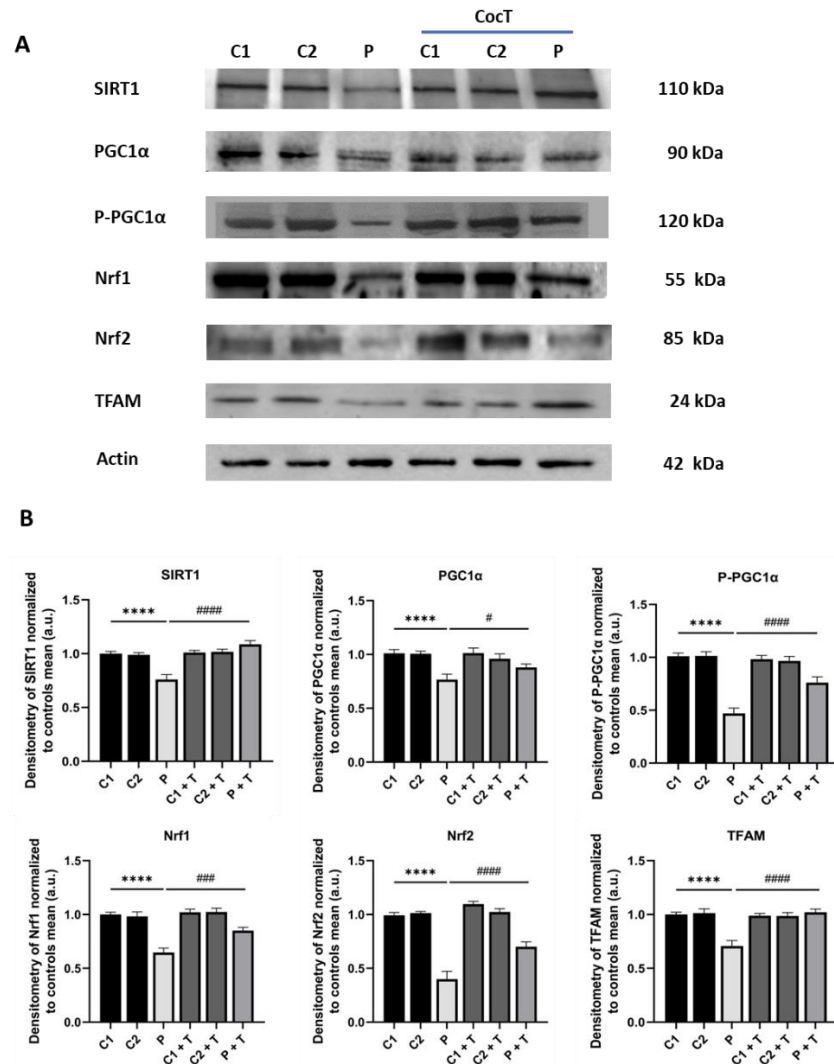 CocT
A
C1 C2 P C1 C2 P
SIRT1 110 kDa
PGC1α 90 kDa
P-PGC1α 120 kDa
Nrf1 55 kDa
Nrf2 85 kDa
TFAM 24 kDa
Actin 42 kDa
B
SIRT1
Densitometry of SIRT1 normalized
to controls mean (a.u.)
1.5
1.0
0.5
0.0
**** ####
C1 C2 P C1 + T C2 + T P + T
PGC1α
Densitometry of PGC1α normalized
to controls mean (a.u.)
1.5
1.0
0.5
0.0
**** #
C1 C2 P C1 + T C2 + T P + T
P-PGC1α
Densitometry of P-PGC1α normalized
to controls mean (a.u.)
1.5
1.0
0.5
0.0
**** ####
C1 C2 P C1 + T C2 + T P + T
Nrf1
Densitometry of Nrf1 normalized
to controls mean (a.u.)
1.5
1.0
0.5
0.0
**** ###
C1 C2 P C1 + T C2 + T P + T
Nrf2
Densitometry of Nrf2 normalized
to controls mean (a.u.)
1.5
1.0
0.5
0.0
**** ####
C1 C2 P C1 + T C2 + T P + T
TFAM
Densitometry of TFAM normalized
to controls mean (a.u.)
1.5
1.0
0.5
0.0
**** ####
C1 C2 P C1 + T C2 + T P + T